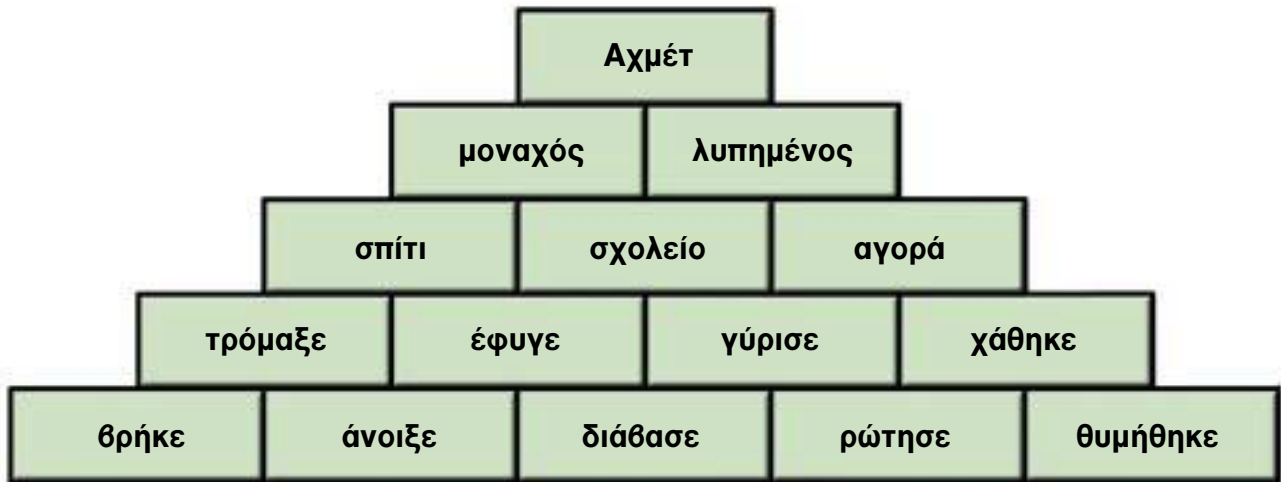 Αχμέτ
μοναχός λυπημένος
σπίτι σχολείο αγορά
τρόμαξε έφυγε γύρισε χάθηκε
βρήκε άνοιξε διάβασε ρώτησε θυμήθηκε